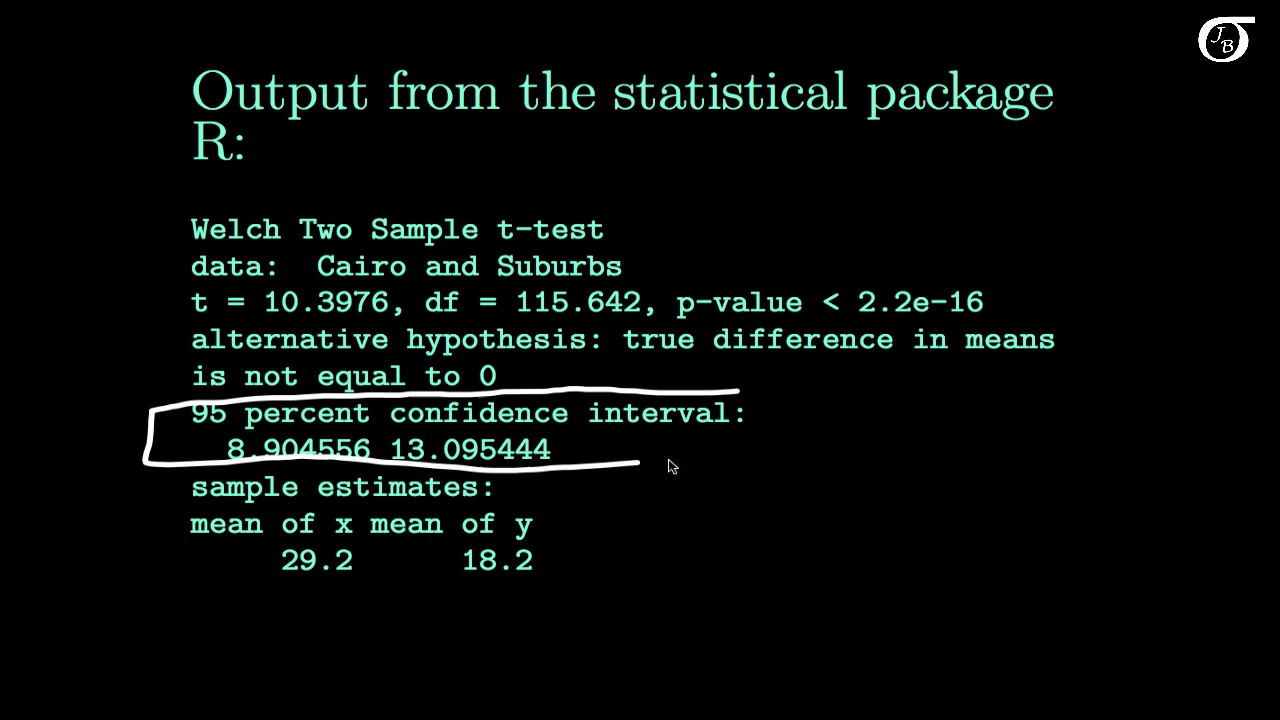 JB
Output from the statistical package
R:
Welch Two Sample t-test
data:  Cairo and Suburbs
t = 10.3976, df = 115.642, p-value < 2.2e-16
alternative hypothesis: true difference in means
is not equal to 0
95 percent confidence interval:
8.904556 13.095444
sample estimates:
mean of x mean of y
29.2 18.2